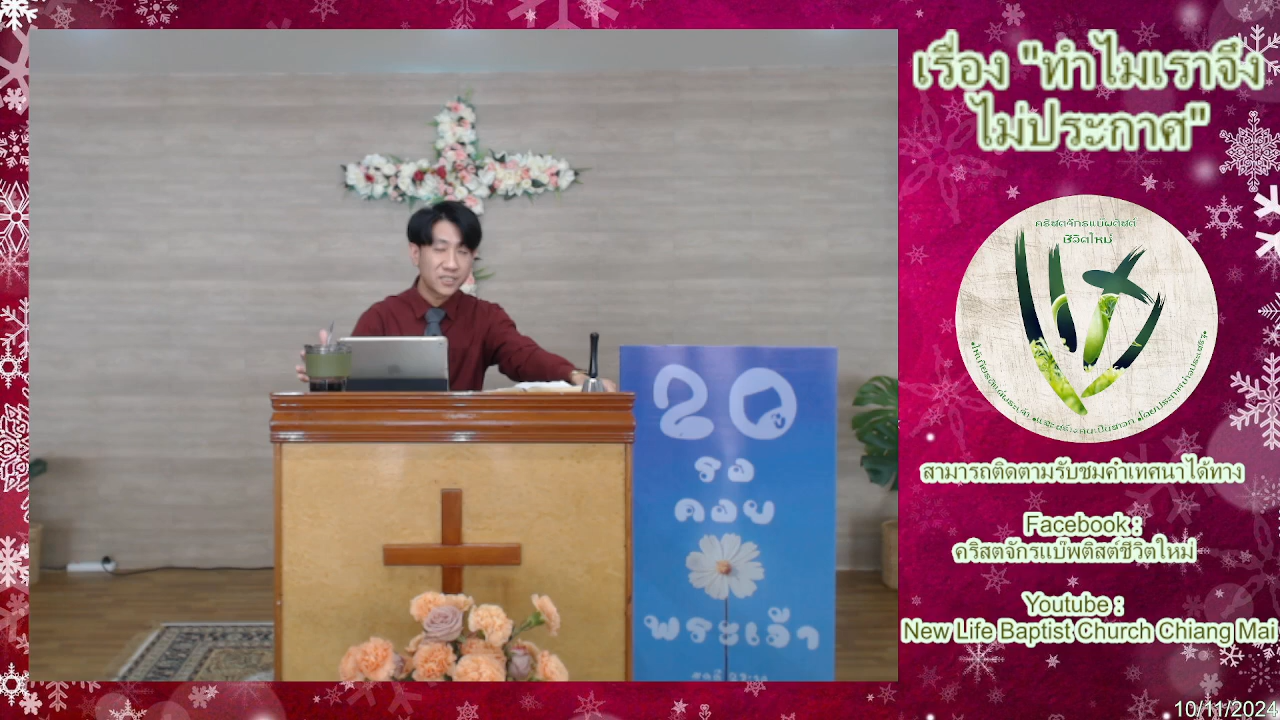 เรื่อง "ทำไมเราจึง
ไม่ประกาศ"
คริสตจักรแบ๊พติสต์
ชีวิตใหม่
สามารถติดตามรับชมคำเทศนาได้ทาง
Facebook :
คริสตจักรแบ๊พติสต์ชีวิตใหม่
Youtube :
New Life Baptist Church Chiang Mai
10/11/2024
20
รอ
คอย
พระเจ้า